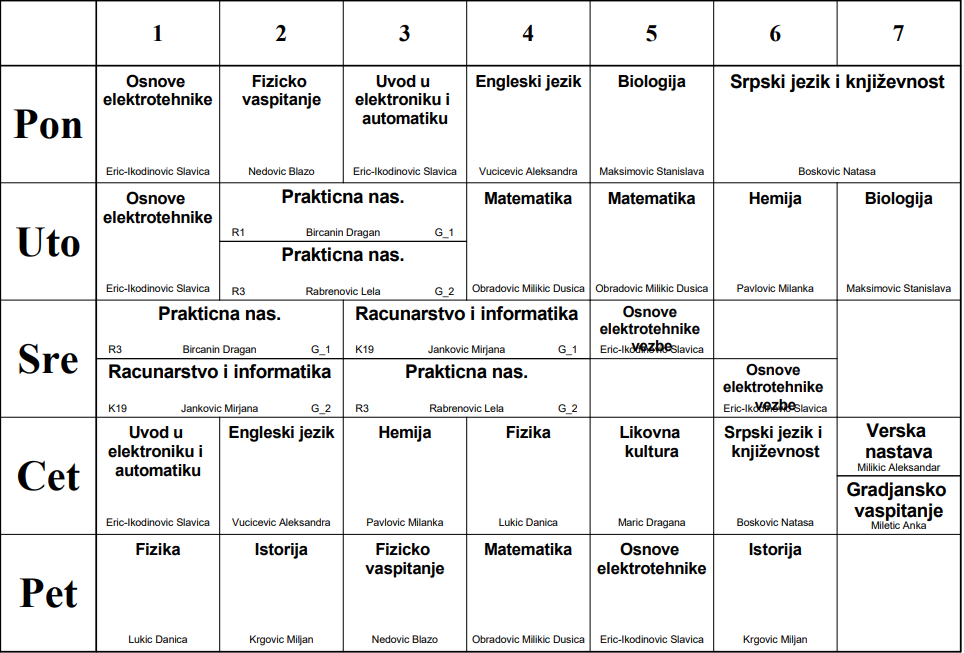 1 2 3 4 5 6 7
Pon
Osnove
elektrotehnike
Eric-Ikodinovic Slavica
Fizicko
vaspitanje
Nedovic Blazo
Uvod u
elektroniku i
automatiku
Eric-Ikodinovic Slavica
Engleski jezik
Vucicevic Aleksandra
Biologija
Maksimovic Stanislava
Srpski jezik i književnost
Boskovic Natasa
Uto
Osnove
elektrotehnike
Eric-Ikodinovic Slavica
Prakticna nas.
R1 Bircanin Dragan G_1
Prakticna nas.
R3 Rabrenovic Lela G_2
Matematika
Obradovic Milikic Dusica
Matematika
Obradovic Milikic Dusica
Hemija
Pavlovic Milanka
Biologija
Maksimovic Stanislava
Sre
Prakticna nas.
R3 Bircanin Dragan G_1
Racunarstvo i informatika
K19 Jankovic Mirjana G_1
Osnove
elektrotehnike
vezbe
Eric-Ikodinovic Slavica
Racunarstvo i informatika
K19 Jankovic Mirjana G_2
Prakticna nas.
R3 Rabrenovic Lela G_2
Osnove
elektrotehnike
vezbe
Eric-Ikodinovic Slavica
Cet
Uvod u
elektroniku i
automatiku
Eric-Ikodinovic Slavica
Engleski jezik
Vucicevic Aleksandra
Hemija
Pavlovic Milanka
Fizika
Lukic Danica
Likovna
kultura
Maric Dragana
Srpski jezik i
književnost
Boskovic Natasa
Verska
nastava
Milikic Aleksandar
Gradjansko
vaspitanje
Miletic Anka
Pet
Fizika
Lukic Danica
Istorija
Krgovic Miljan
Fizicko
vaspitanje
Nedovic Blazo
Matematika
Obradovic Milikic Dusica
Osnove
elektrotehnike
Eric-Ikodinovic Slavica
Istorija
Krgovic Miljan